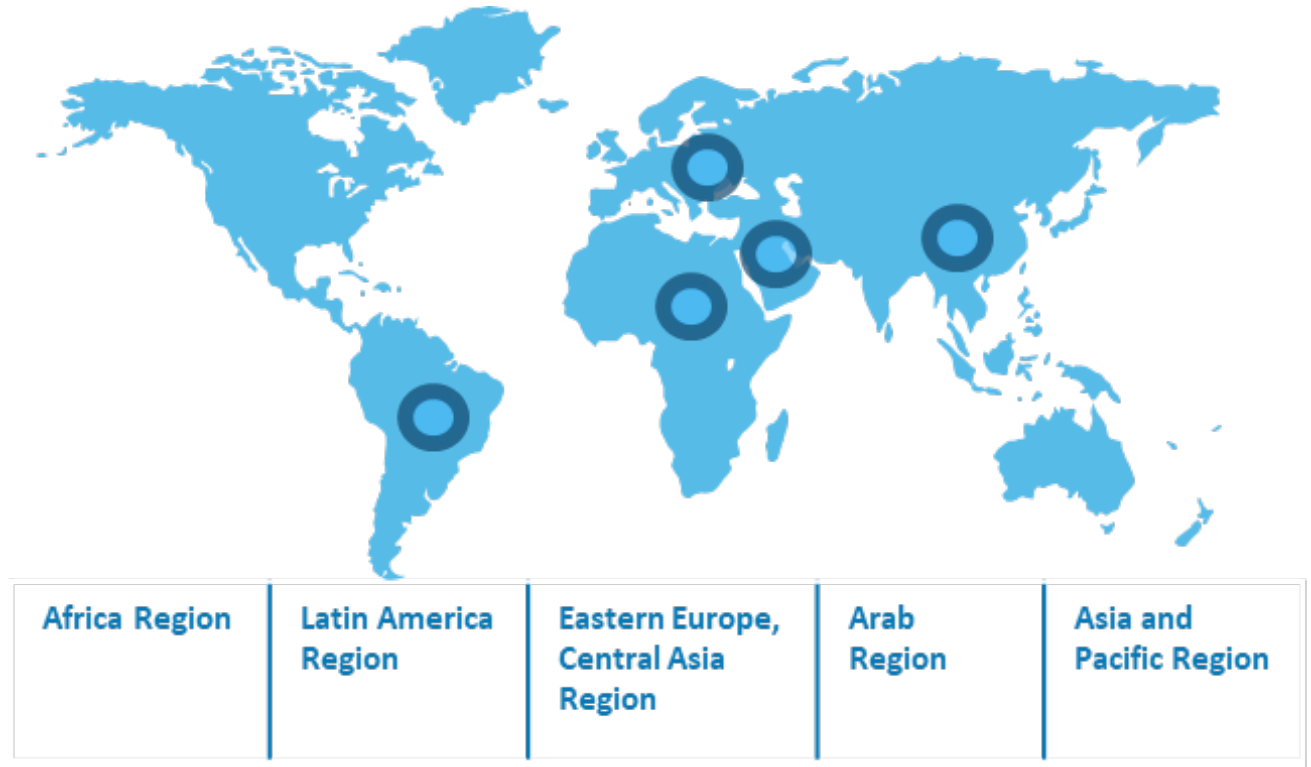 Africa Region
Latin America
Region
Eastern Europe,
Central Asia
Region
Arab
Region
Asia and
Pacific Region